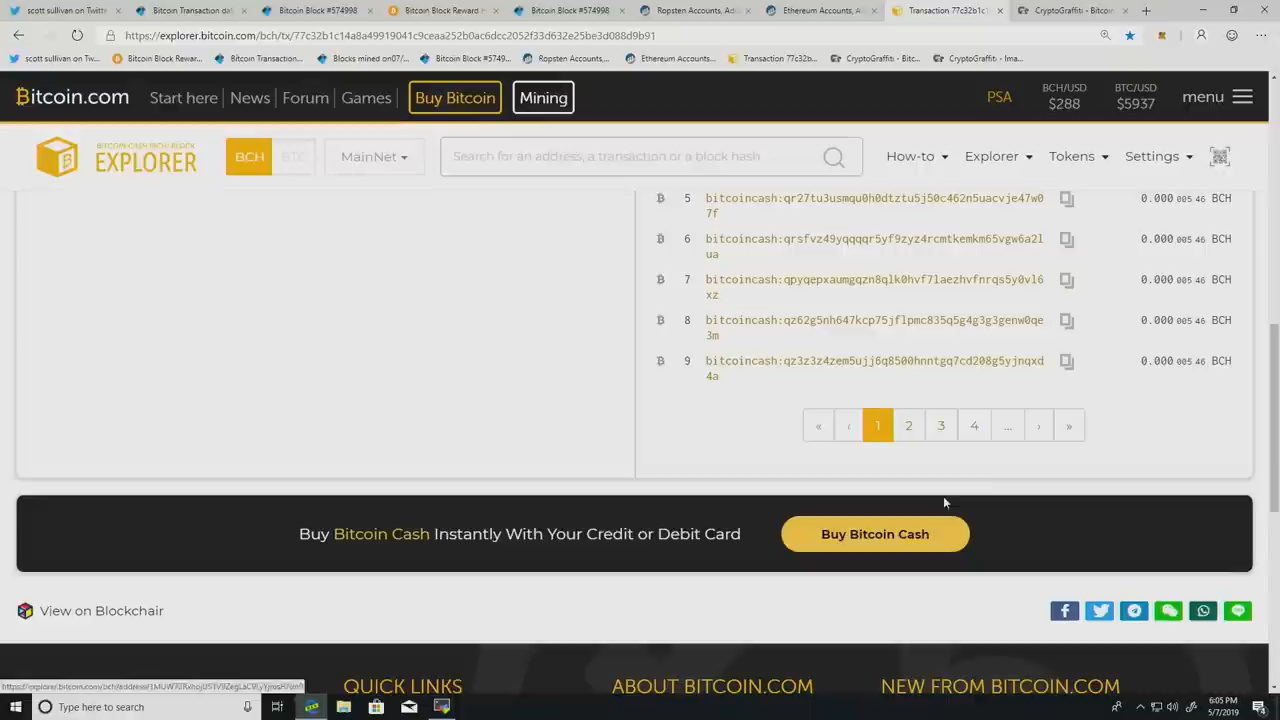 scott sullivan on Twitte
Bitcoin Transaction dat
Bitcoin Block #574998
Bitcoin Block Reward h
Bitcoin Block #574998
Ropsten Accounts, A
Ethereum Accounts, A
Transaction 77c32b1c
CryptoGraffiti - Bitcoin
https://explorer.bitcoin.com/bch/tx/77c32b1c14a8a49919041c9ceaa252b0ac6dcc2052f33d632e25be3d088d9b91
scott sullivan on Tw...
Bitcoin Block Rewar...
Bitcoin Transaction...
Blocks mined on07/...
Bitcoin Block #5749...
Ropsten Accounts,...
Ethereum Accounts...
Transaction 77c32b...
CryptoGraffiti - Bitc...
CryptoGraffiti - Ima...
Bitcoin.com
Start here
News
Forum
Games
Buy Bitcoin
Mining
PSA
BCH/USD
$288
BTC/USD
$5937
menu
EXPLORER
BCH
BTC
MainNet
Search for an address, a transaction or a block hash
How-to
Explorer
Tokens
Settings
5 bitcoincash:qr27tu3usmqu0h0dtztu5j50c462n5uacvje47w0 0.000 005 46 BCH
7f
6 bitcoincash:qrsfvz49yqqqqr5yf9zyz4rcmtkemkm65vgw6a2l 0.000 005 46 BCH
ua
7 bitcoincash:qpyqepxaumgqzn8qlk0hvf7laezhvfnrqs5y0vl6 0.000 005 46 BCH
xz
8 bitcoincash:qz62g5nh647kcp75jflpmc835q5g4g3g3genw0qe 0.000 005 46 BCH
3m
9 bitcoincash:qz3z3z4zem5ujj6q8500hnntgq7cd208g5yjnqxd 0.000 005 46 BCH
4a
« ‹ 1 2 3 4 ... › »
Buy Bitcoin Cash Instantly With Your Credit or Debit Card
Buy Bitcoin Cash
View on Blockchair
QUICK LINKS
ABOUT BITCOIN.COM
NEW FROM BITCOIN.COM
Type here to search
6:05 PM
5/7/2019